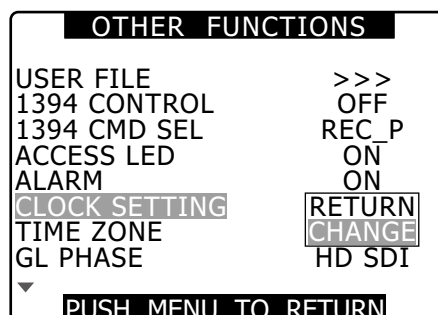 OTHER FUNCTIONS
USER FILE >>>
1394 CONTROL OFF
1394 CMD SEL REC_P
ACCESS LED ON
ALARM ON
CLOCK SETTING RETURN
TIME ZONE CHANGE
GL PHASE HD SDI
PUSH MENU TO RETURN